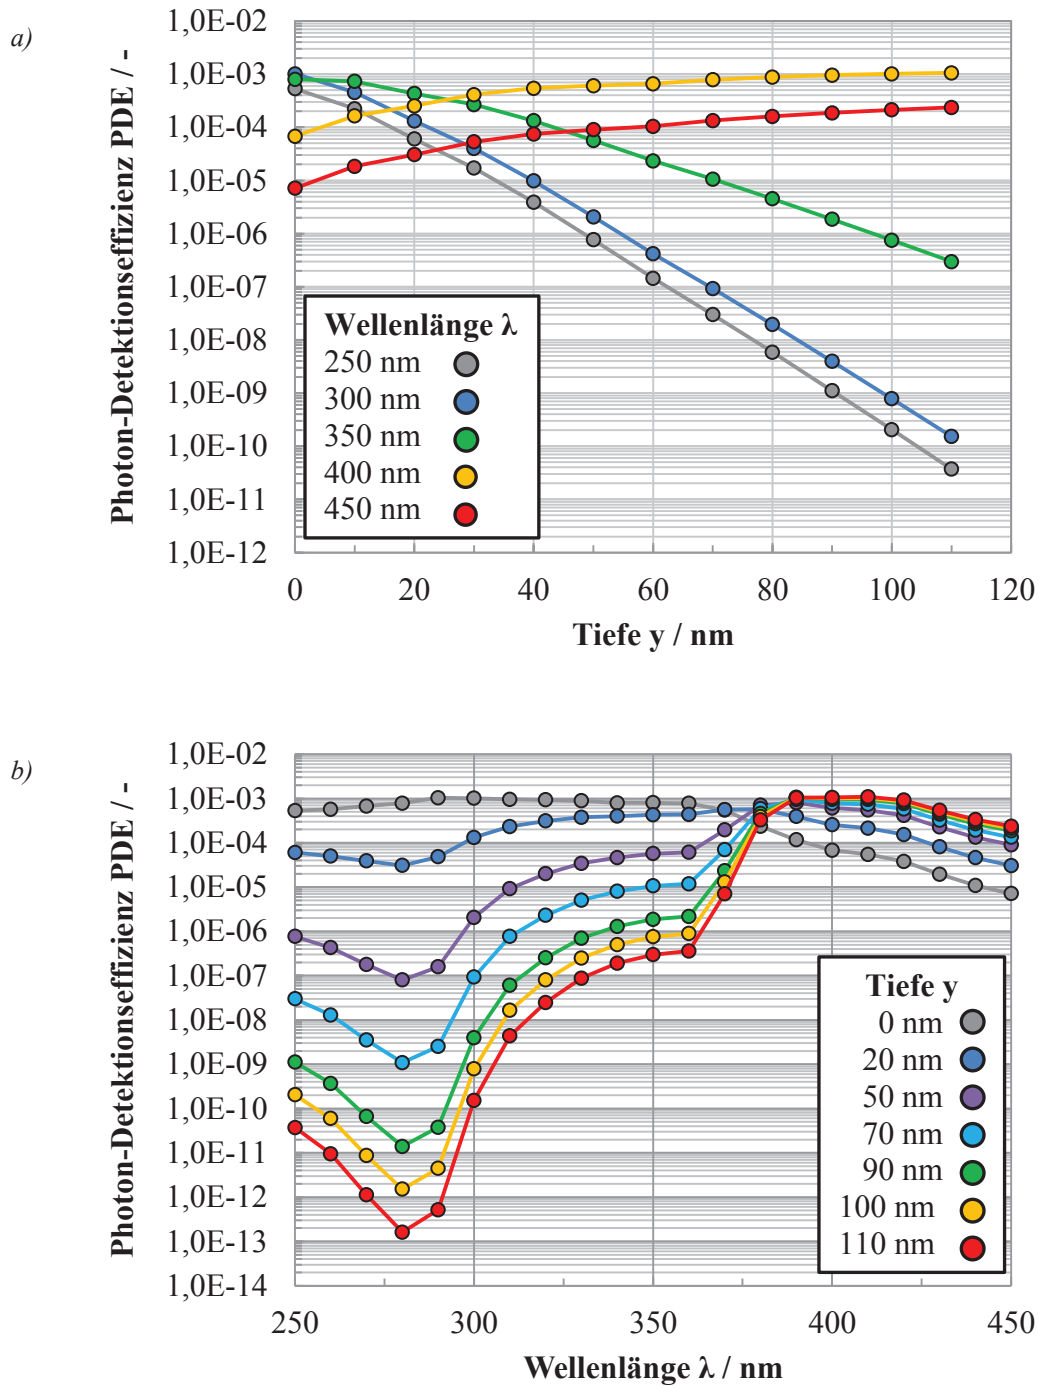 a)
Photon-Detektionseffizienz PDE / -
1,0E-02
1,0E-03
1,0E-04
1,0E-05
1,0E-06
1,0E-07
1,0E-08
1,0E-09
1,0E-10
1,0E-11
1,0E-12
Wellenlänge λ
250 nm
300 nm
350 nm
400 nm
450 nm
0 20 40 60 80 100 120
Tiefe y / nm
b)
Photon-Detektionseffizienz PDE / -
1,0E-02
1,0E-03
1,0E-04
1,0E-05
1,0E-06
1,0E-07
1,0E-08
1,0E-09
1,0E-10
1,0E-11
1,0E-12
1,0E-13
1,0E-14
Tiefe y
0 nm
20 nm
50 nm
70 nm
90 nm
100 nm
110 nm
250 300 350 400 450
Wellenlänge λ / nm